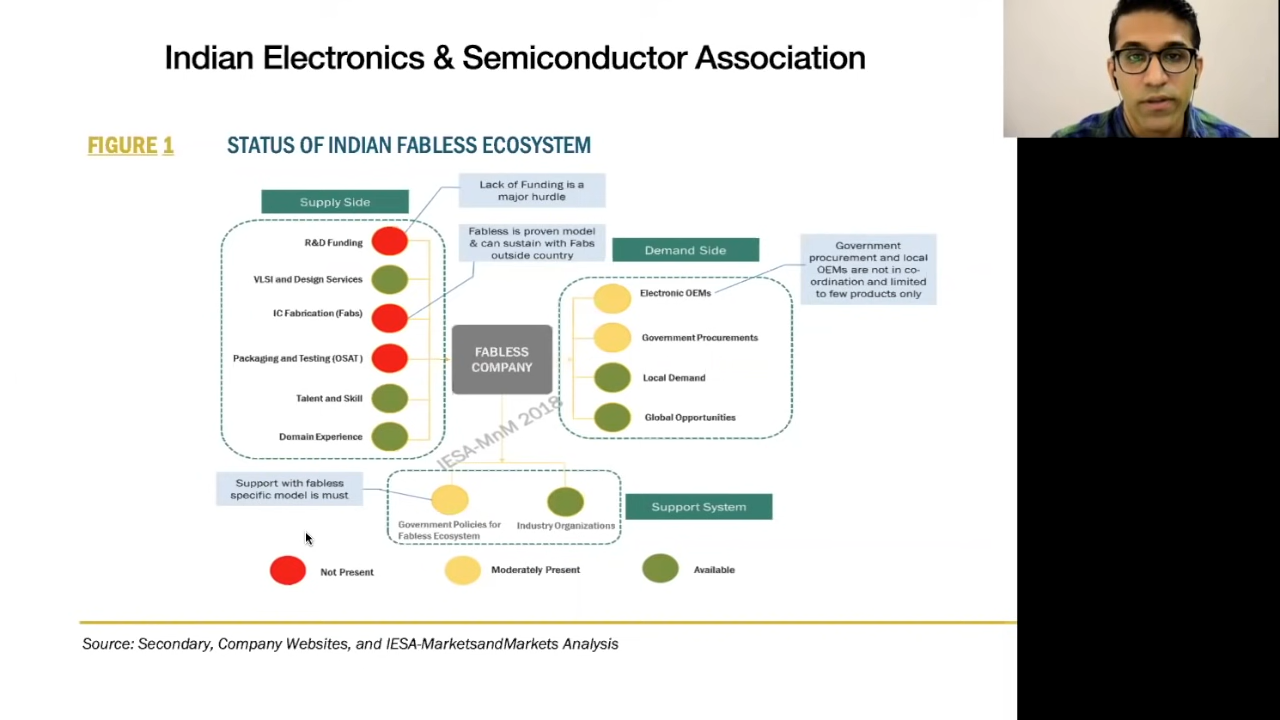 Indian Electronics & Semiconductor Association
FIGURE 1
STATUS OF INDIAN FABLESS ECOSYSTEM
Supply Side
Lack of Funding is a
major hurdle
R&D Funding
VLSI and Design Services
IC Fabrication (Fabs)
Packaging and Testing (OSAT)
Talent and Skill
Domain Experience
Fabless is proven model
& can sustain with Fabs
outside country
FABLESS
COMPANY
Demand Side
Electronic OEMs
Government Procurements
Local Demand
Global Opportunities
Government
procurement and local
OEMs are not in co-
ordination and limited
to few products only
IESA-MnM 2018
Support with fabless
specific model is must
Government Policies for
Fabless Ecosystem
Industry Organizations
Support System
Not Present
Moderately Present
Available
Source: Secondary, Company Websites, and IESA-MarketsandMarkets Analysis